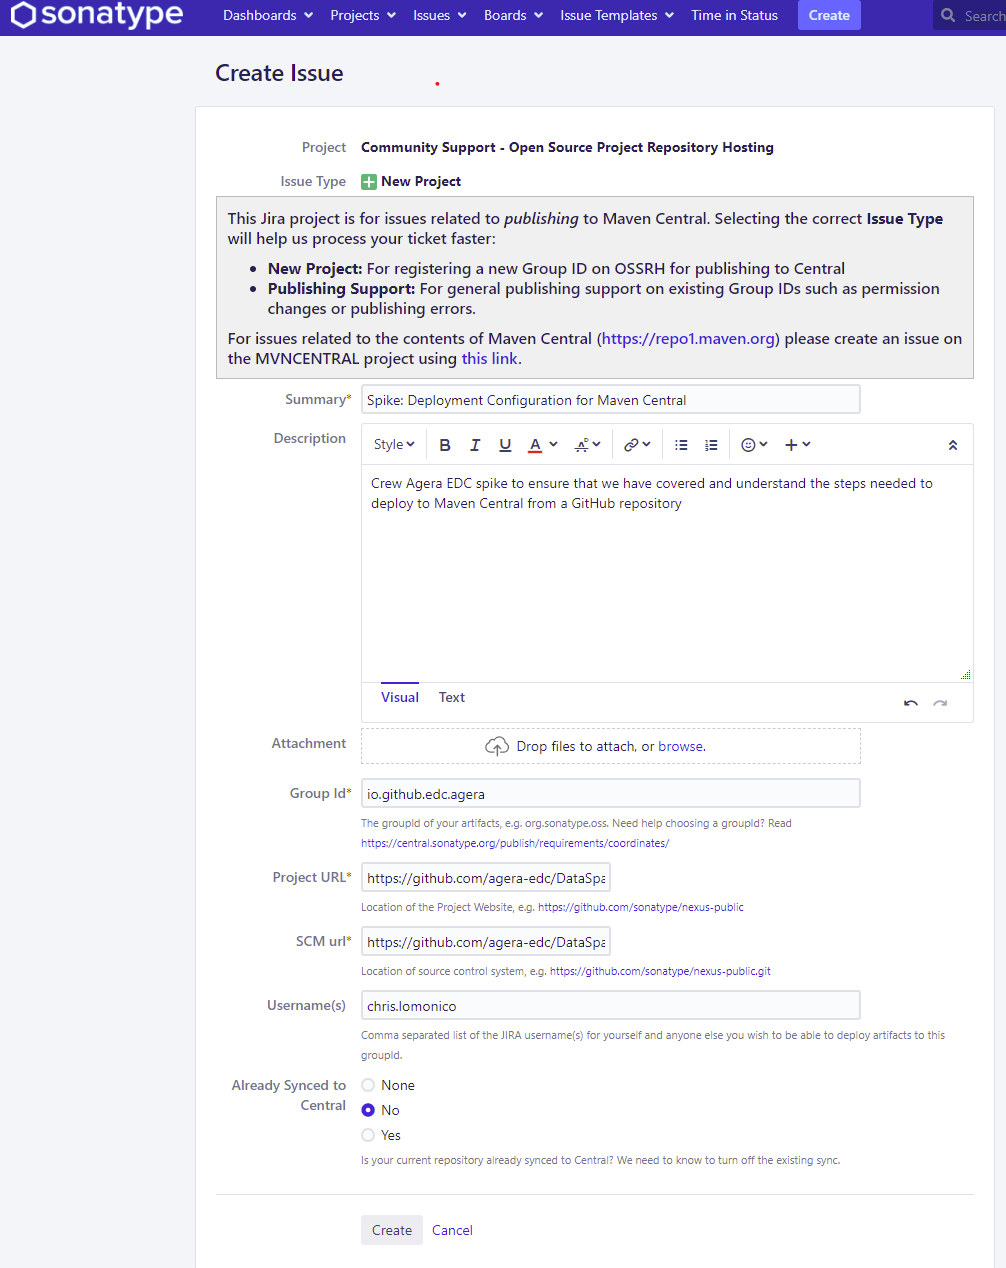 sonatype
Dashboards Projects Issues Boards Issue Templates Time in Status Create Search
Create Issue
Project Community Support - Open Source Project Repository Hosting
Issue Type New Project
This Jira project is for issues related to publishing to Maven Central. Selecting the correct Issue Type
will help us process your ticket faster:
• New Project: For registering a new Group ID on OSSRH for publishing to Central
• Publishing Support: For general publishing support on existing Group IDs such as permission
changes or publishing errors.
For issues related to the contents of Maven Central (https://repo1.maven.org) please create an issue on
the MVNCENTRAL project using this link.
Summary* Spike: Deployment Configuration for Maven Central
Description
Style B I U A
Crew Agera EDC spike to ensure that we have covered and understand the steps needed to
deploy to Maven Central from a GitHub repository
Visual Text
Attachment Drop files to attach, or browse.
Group Id* io.github.edc.agera
The groupId of your artifacts, e.g. org.sonatype.oss. Need help choosing a groupId? Read
https://central.sonatype.org/publish/requirements/coordinates/
Project URL* https://github.com/agera-edc/DataSpa
Location of the Project Website, e.g. https://github.com/sonatype/nexus-public
SCM url* https://github.com/agera-edc/DataSpa
Location of source control system, e.g. https://github.com/sonatype/nexus-public.git
Username(s) chris.lomonico
Comma separated list of the JIRA username(s) for yourself and anyone else you wish to be able to deploy artifacts to this
groupId.
Already Synced to
Central
None
No
Yes
Is your current repository already synced to Central? We need to know to turn off the existing sync.
Create Cancel